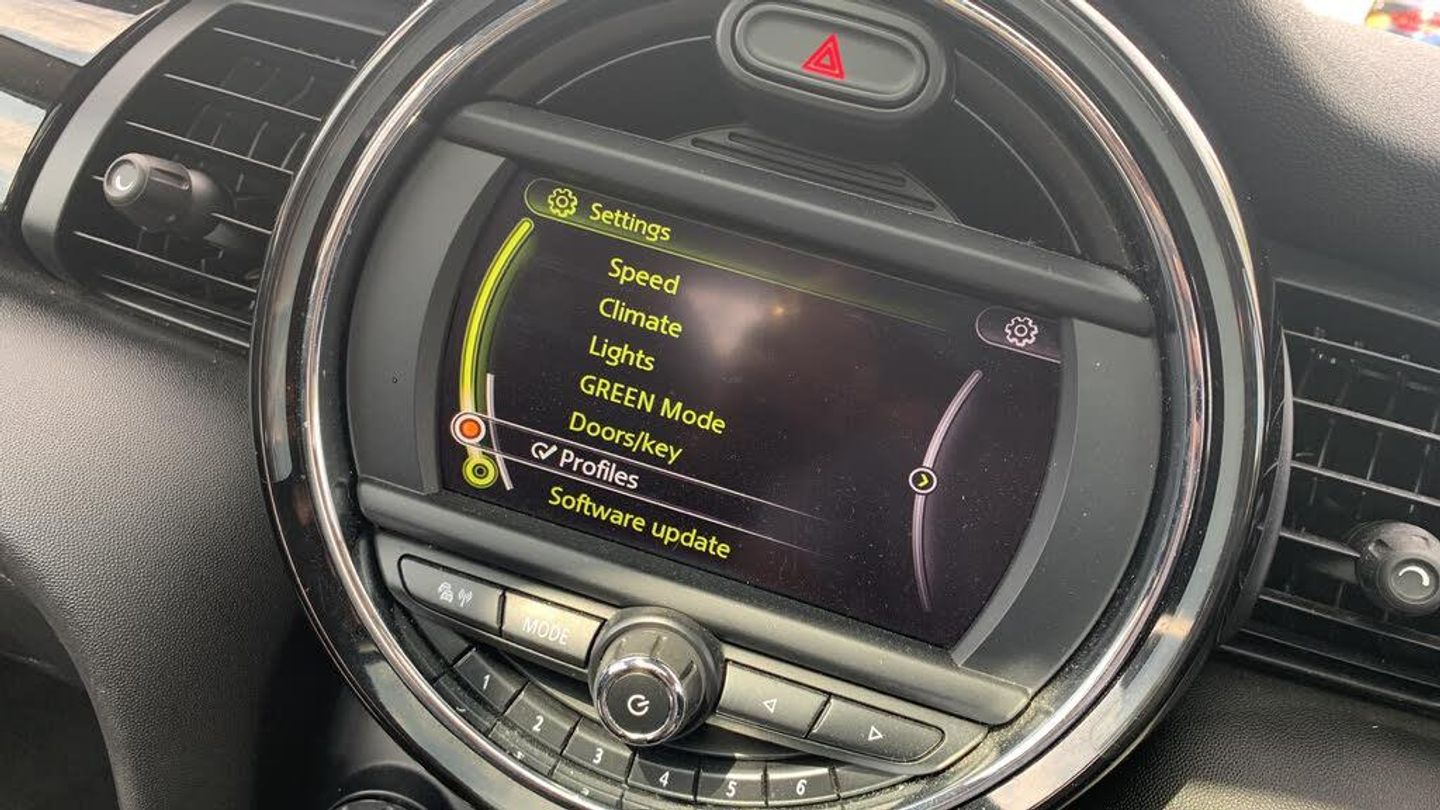 Settings
Speed
Climate
Lights
GREEN Mode
Doors/key
Profiles
Software update
MODE
1
2
3
4
5
6